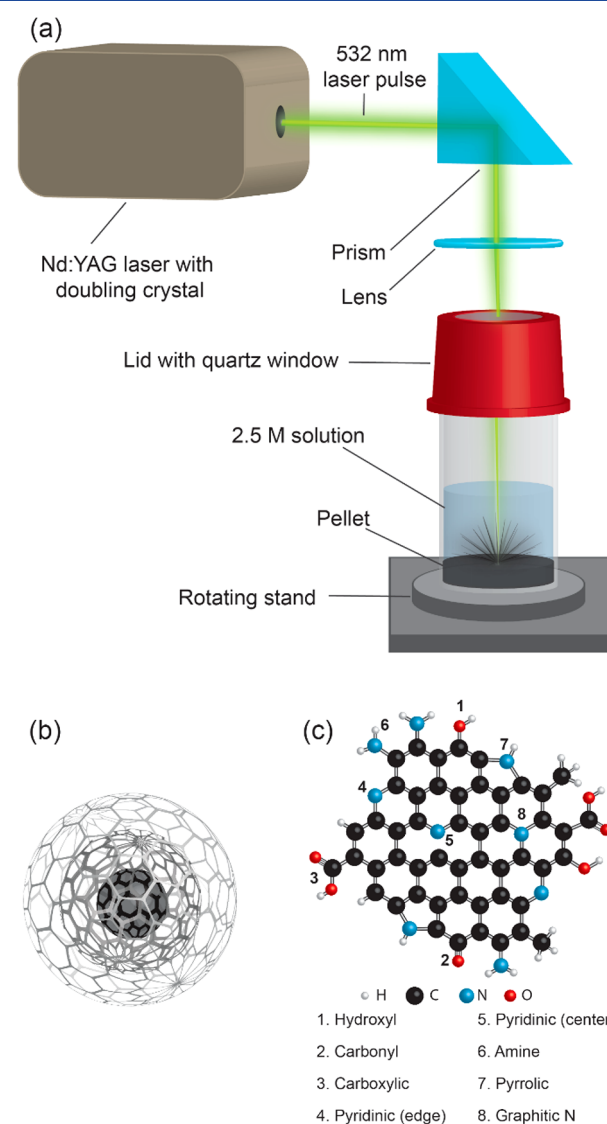 (a)
532 nm
laser pulse
Nd:YAG laser with
doubling crystal
Prism
Lens
Lid with quartz window
2.5 M solution
Pellet
Rotating stand
(b)
(c)
1
6
7
4
8
5
3
2
H C N O
1. Hydroxyl
5. Pyridinic (center
2. Carbonyl
6. Amine
3. Carboxylic
7. Pyrrolic
4. Pyridinic (edge)
8. Graphitic N